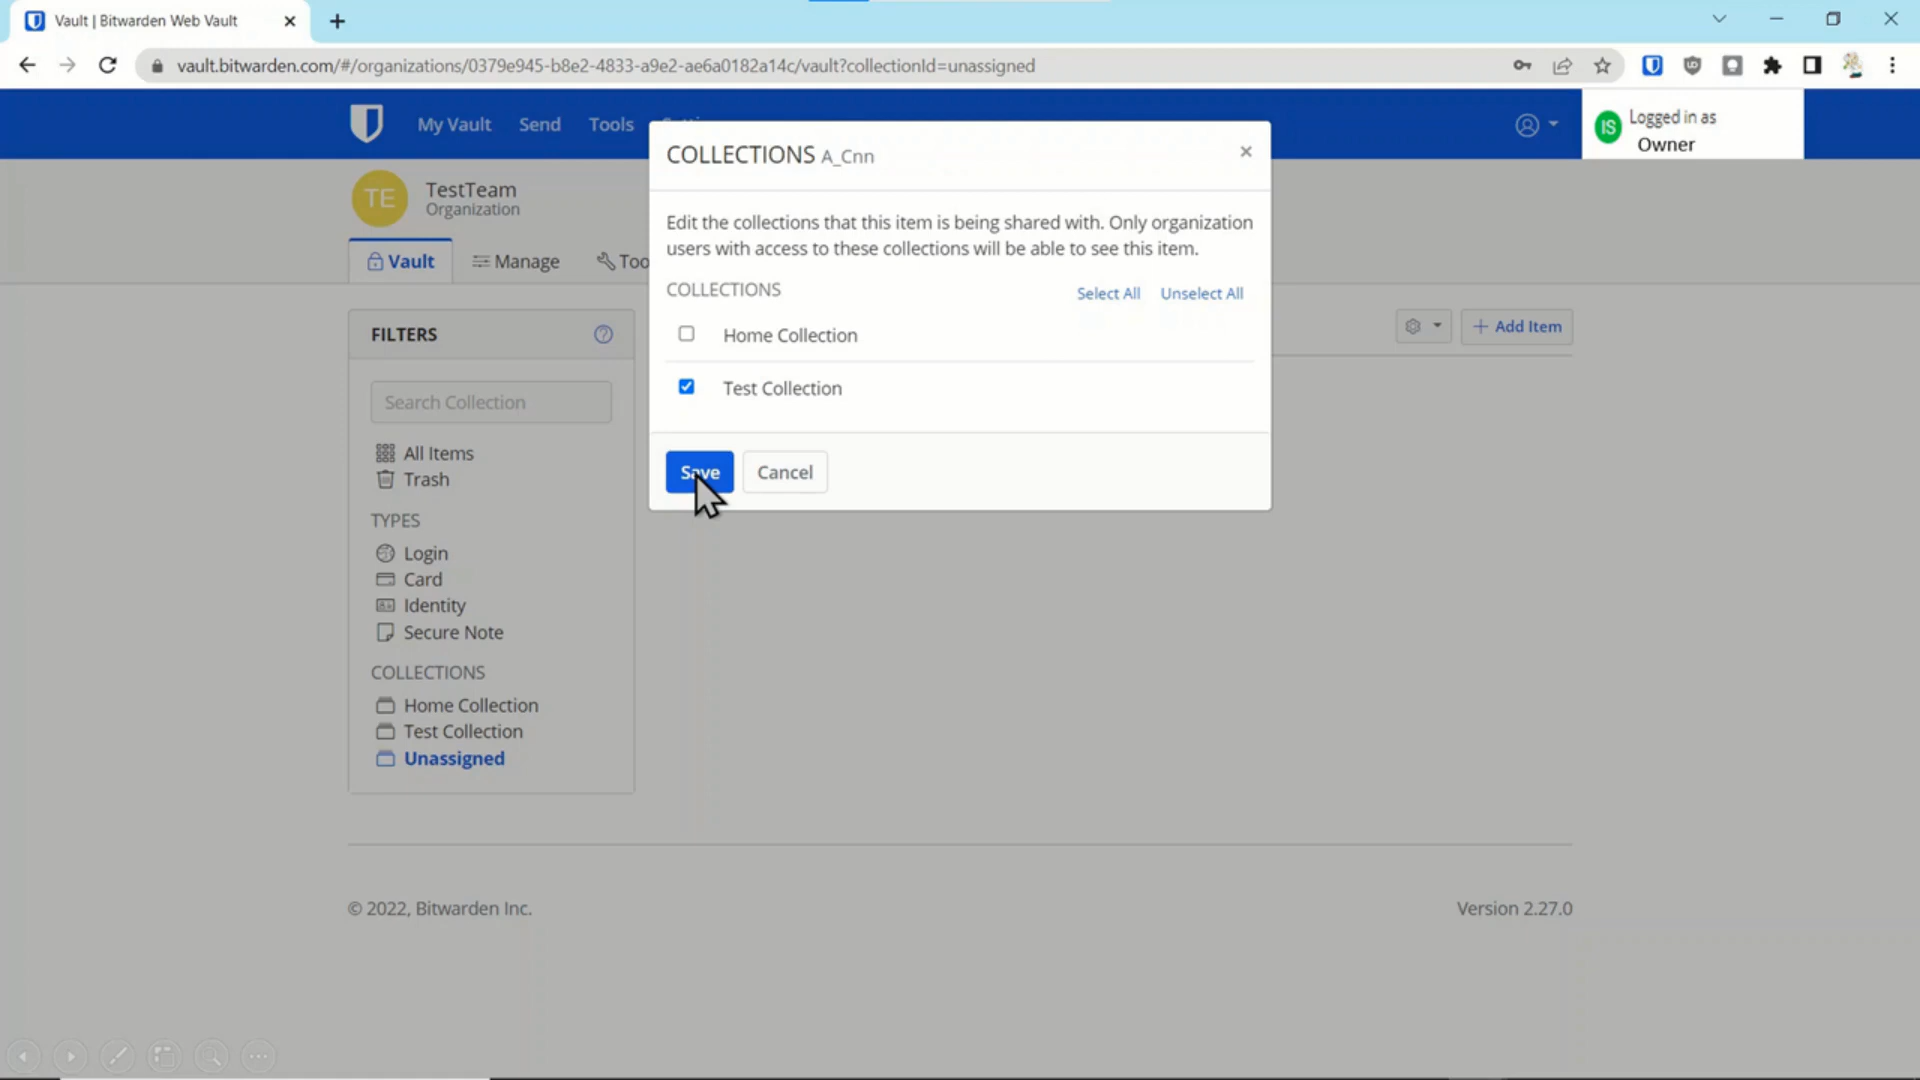 Vault | Bitwarden Web Vault
vault.bitwarden.com/#/organizations/0379e945-b8e2-4833-a9e2-ae6a0182a14c/vault?collectionId=unassigned
My Vault
Send
Tools
IS
Logged in as
Owner
TE
TestTeam
Organization
Vault
Manage
Too
COLLECTIONS A_Cnn
Edit the collections that this item is being shared with. Only organization
users with access to these collections will be able to see this item.
COLLECTIONS
Select All
Unselect All
Home Collection
Test Collection
Save
Cancel
Add Item
FILTERS
Search Collection
All Items
Trash
TYPES
Login
Card
Identity
Secure Note
COLLECTIONS
Home Collection
Test Collection
Unassigned
© 2022, Bitwarden Inc.
Version 2.27.0